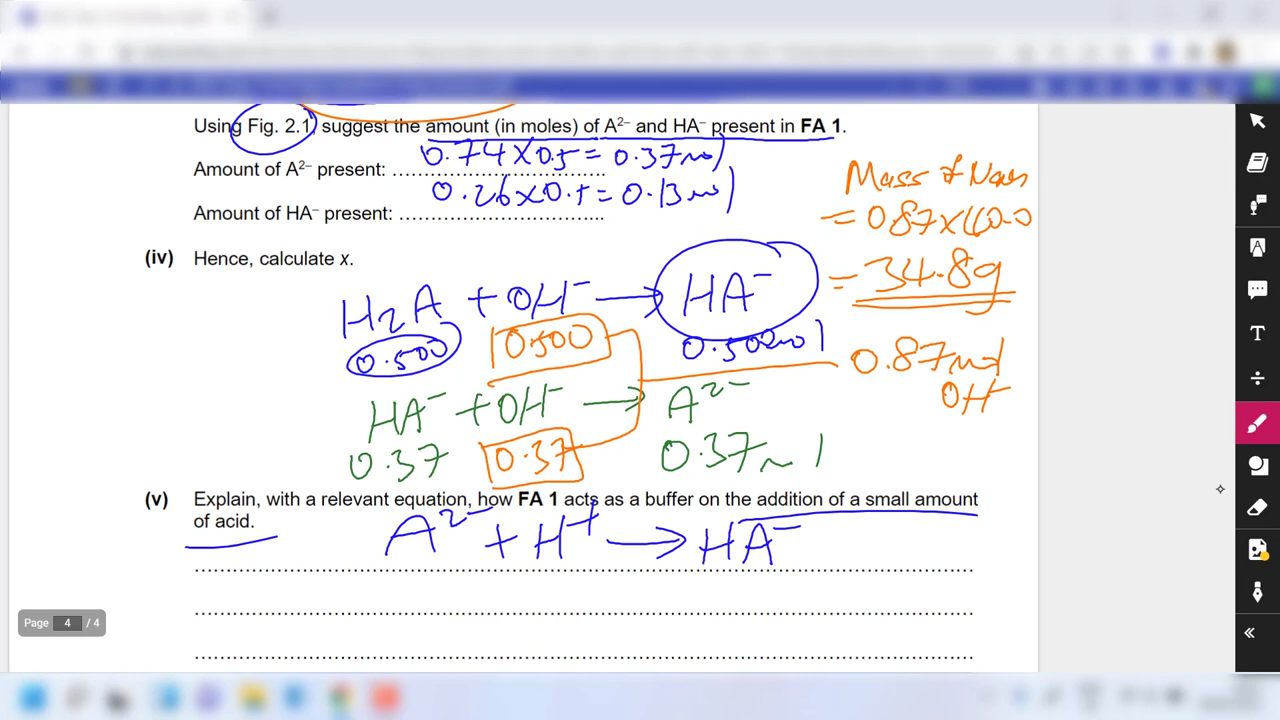 Using Fig. 2.1, suggest the amount (in moles) of A²⁻ and HA⁻ present in FA 1.
0.74 × 0.5 = 0.37 mol
Amount of A²⁻ present: ……………………………...
0.26 × 0.5 = 0.13 mol
Amount of HA⁻ present: ……………………………...
Mass of NaOH
= 0.87 × 40.0
= 34.8g
(iv) Hence, calculate x.
H₂A + OH⁻ → HA⁻
0.500 0.500 0.500 mol
0.87 mol
OH⁻
HA⁻ + OH⁻ → A²⁻
0.37 0.37 0.37 mol
(v) Explain, with a relevant equation, how FA 1 acts as a buffer on the addition of a small amount
of acid.
A²⁻ + H⁺ → HA⁻
Page 4 / 4